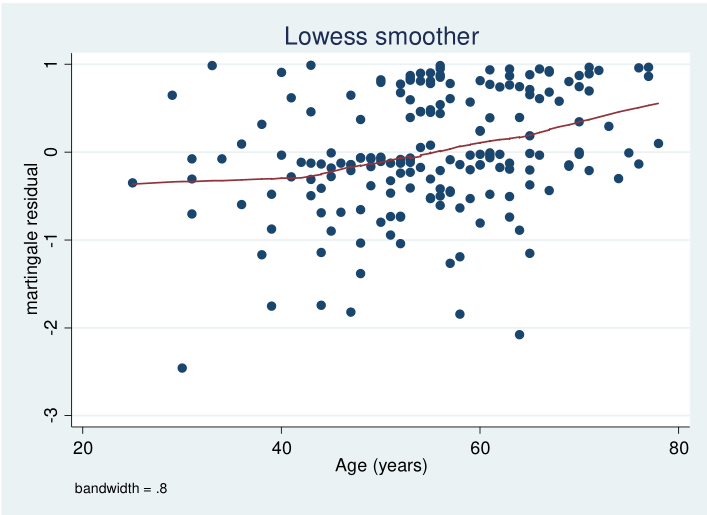 Lowess smoother
martingale residual
1
0
-1
-2
-3
20 40 60 80
Age (years)
bandwidth = .8